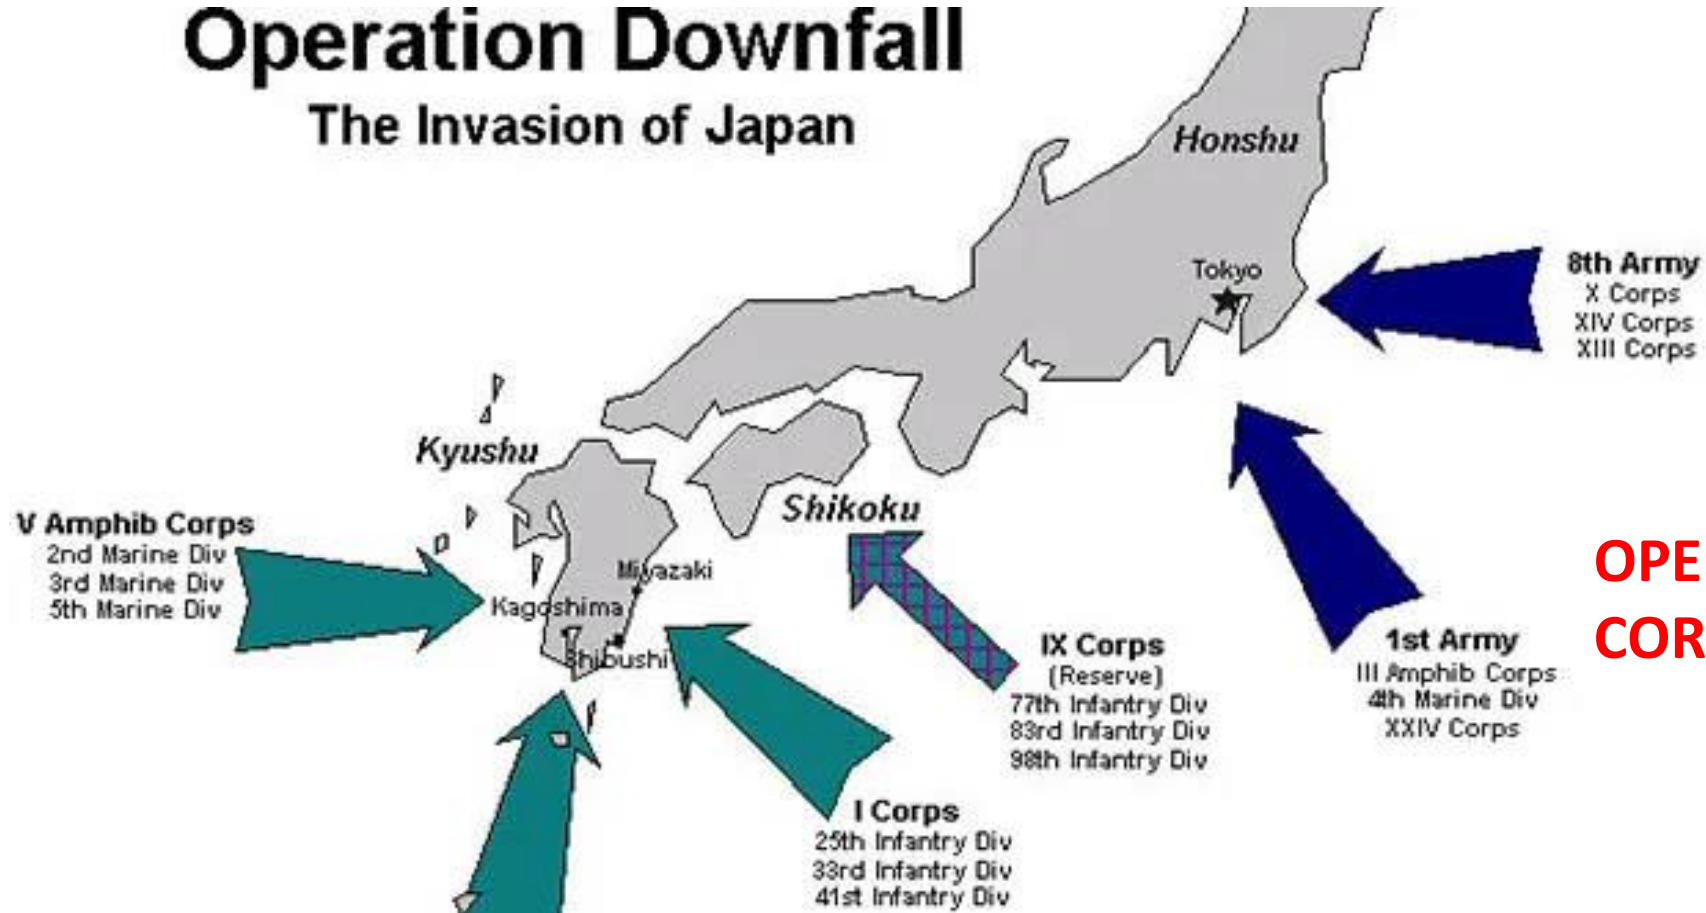 Operation Downfall
The Invasion of Japan
Honshu
Tokyo
8th Army
X Corps
XIV Corps
XIII Corps
Kyushu
Shikoku
V Amphib Corps
2nd Marine Div
3rd Marine Div
5th Marine Div
Miyazaki
Kagoshima
Shibushi
IX Corps
(Reserve)
77th Infantry Div
83rd Infantry Div
98th Infantry Div
1st Army
III Amphib Corps
4th Marine Div
XXIV Corps
OPE
COR
I Corps
25th Infantry Div
33rd Infantry Div
41st Infantry Div